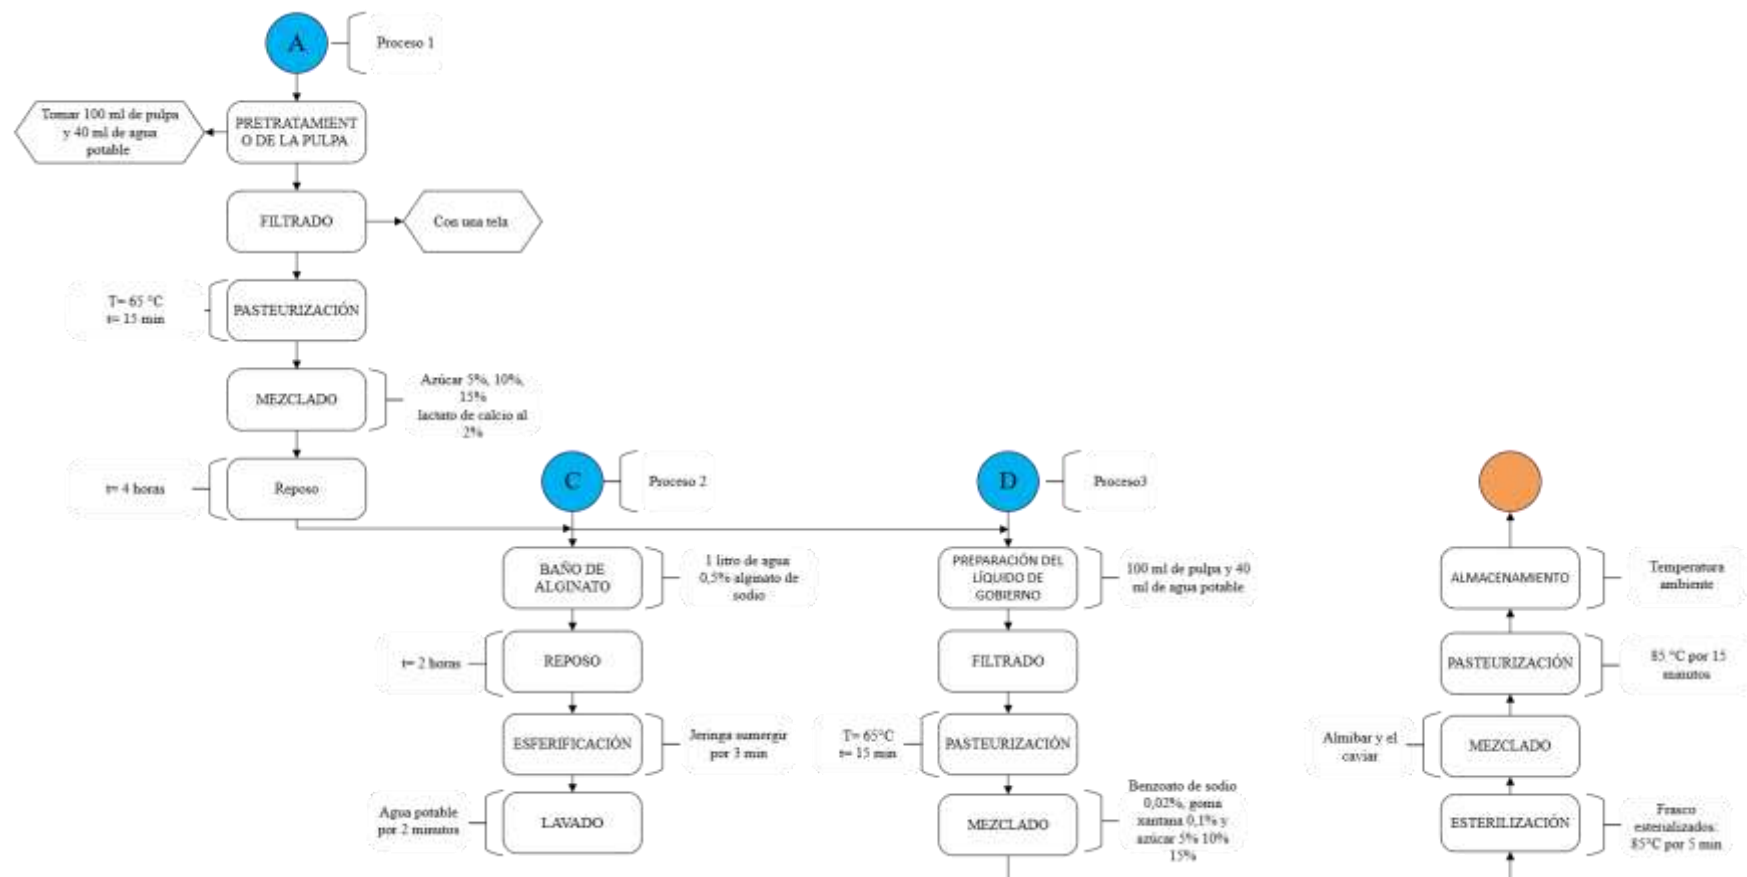 A
Proceso 1
Tomar 100 ml de pulpa
y 40 ml de agua
potable
PRETRATAMIENT
O DE LA PULPA
FILTRADO
Con una tela
T= 65 °C
t= 15 min
PASTEURIZACIÓN
MEZCLADO
Azúcar 5%, 10%,
15%
lactato de calcio al
2%
t= 4 horas
Reposo
C
Proceso 2
BAÑO DE
ALGINATO
1 litro de agua
0,5% alginato de
sodio
t= 2 horas
REPOSO
ESFERIFICACIÓN
Jeringa sumergir
por 3 min
Agua potable
por 2 minutos
LAVADO
D
Proceso3
PREPARACIÓN DEL
LÍQUIDO DE
GOBIERNO
100 ml de pulpa y 40
ml de agua potable
FILTRADO
T= 65°C
t= 15 min
PASTEURIZACIÓN
MEZCLADO
Benzoato de sodio
0,02%, goma
xantana 0,1% y
azúcar 5% 10%
15%
ALMACENAMIENTO
Temperatura
ambiente
PASTEURIZACIÓN
85 °C por 15
minutos
Almibar y el
caviar
MEZCLADO
ESTERILIZACIÓN
Frasco
esterializados:
85°C por 5 min